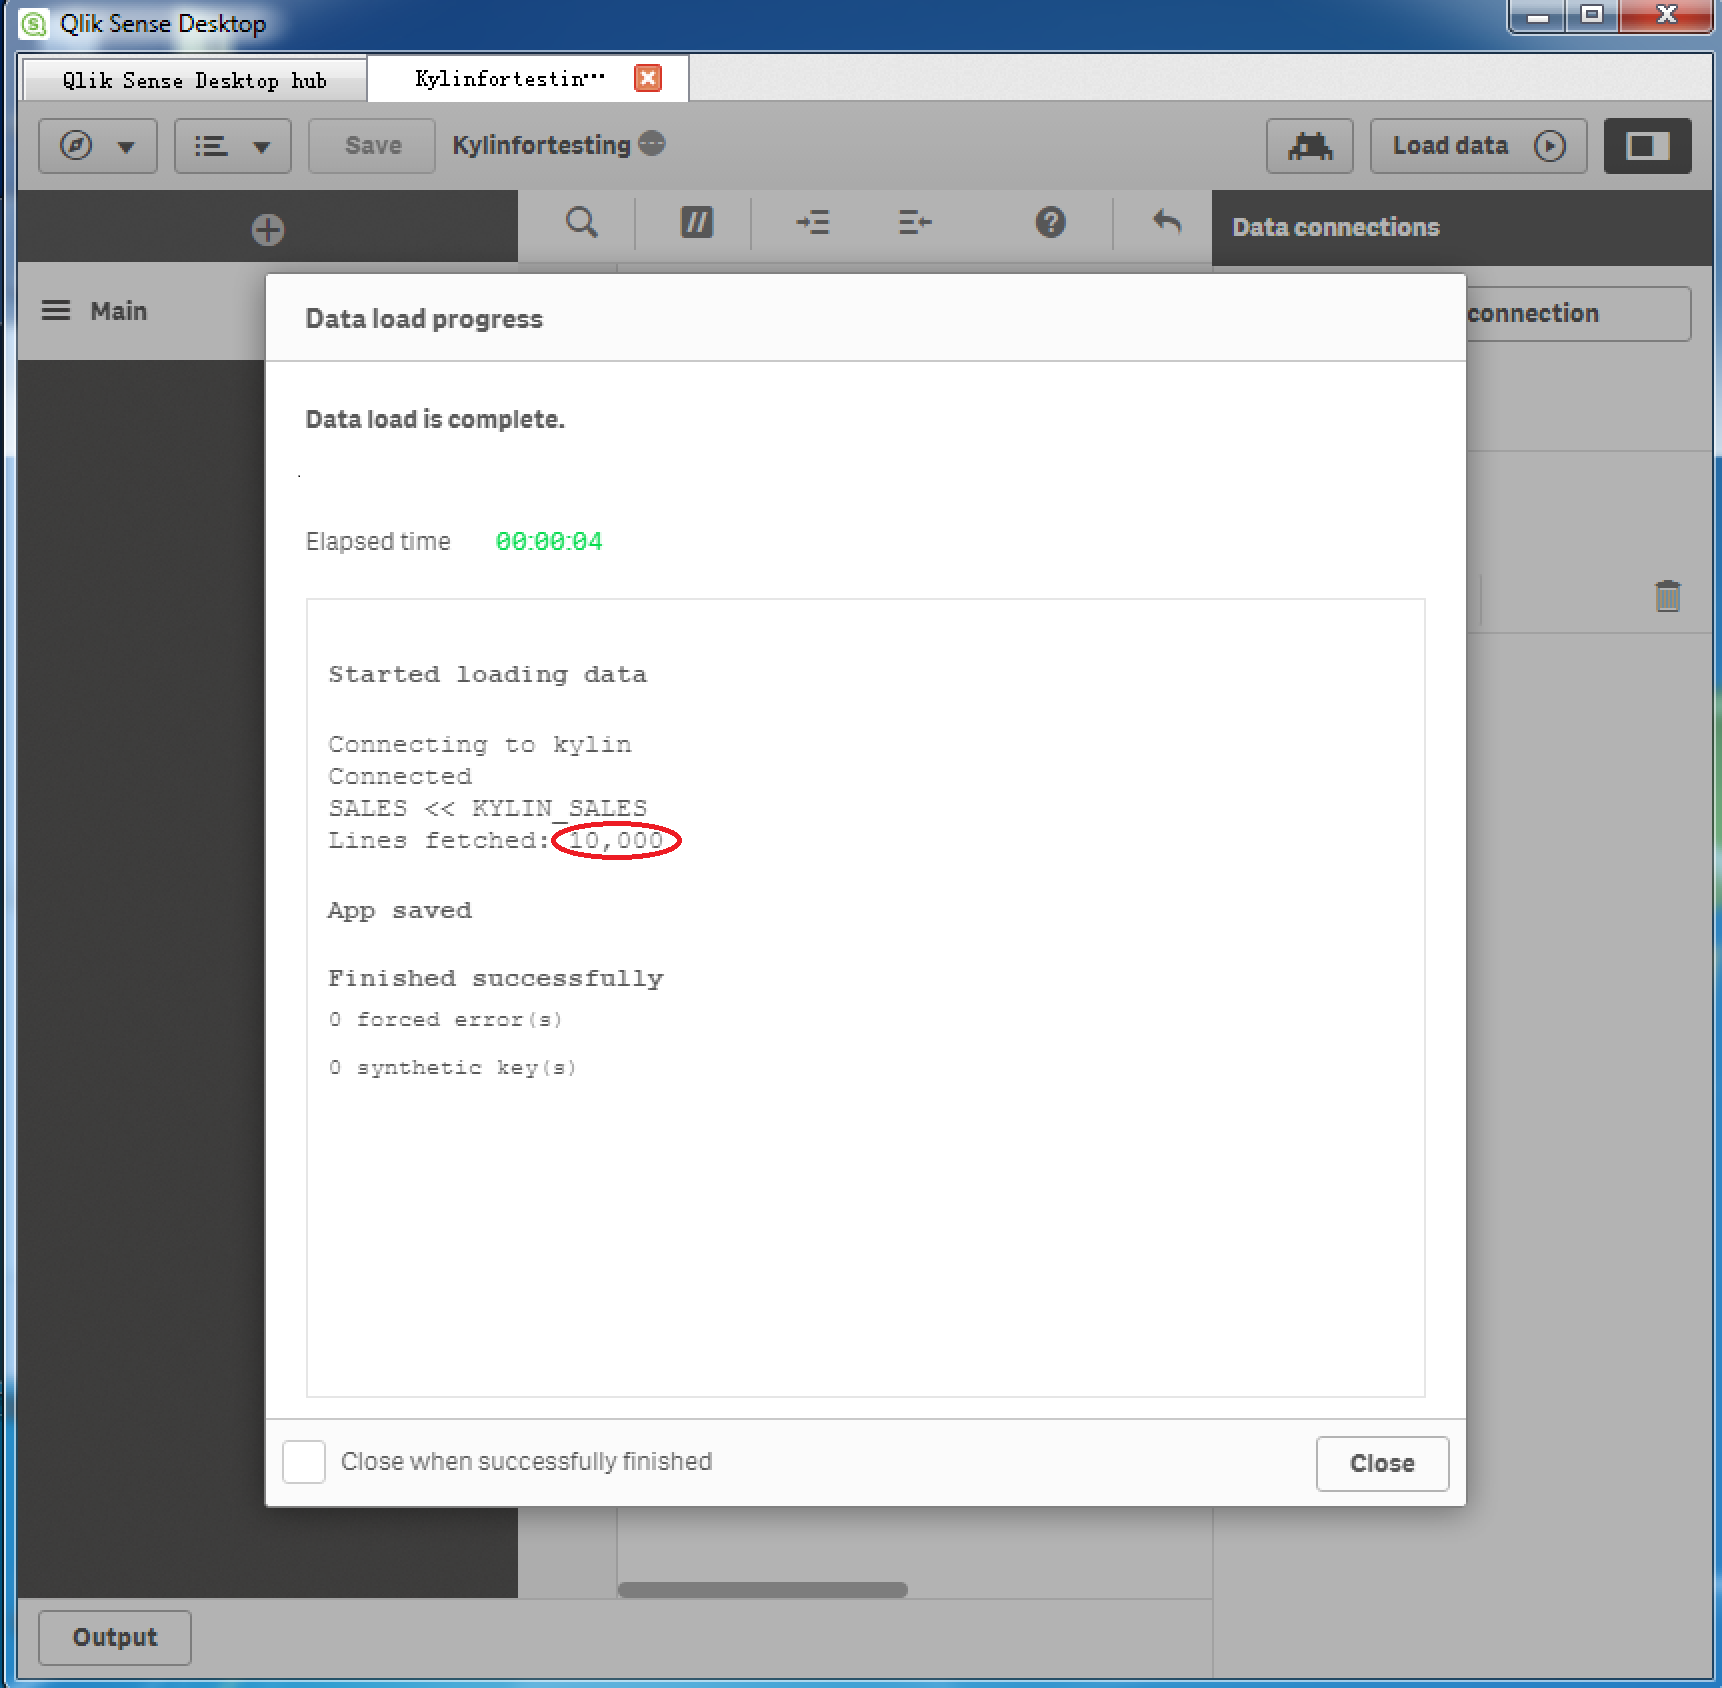 Qlik Sense Desktop
Qlik Sense Desktop hub
Kylinfortestin…
Save
Kylinfortesting
Load data
Data connections
Main
connection
Data load progress
Data load is complete.
Elapsed time 00:00:04
Started loading data
Connecting to kylin
Connected
SALES << KYLIN_SALES
Lines fetched: 10,000
App saved
Finished successfully
0 forced error(s)
0 synthetic key(s)
Close when successfully finished
Close
Output